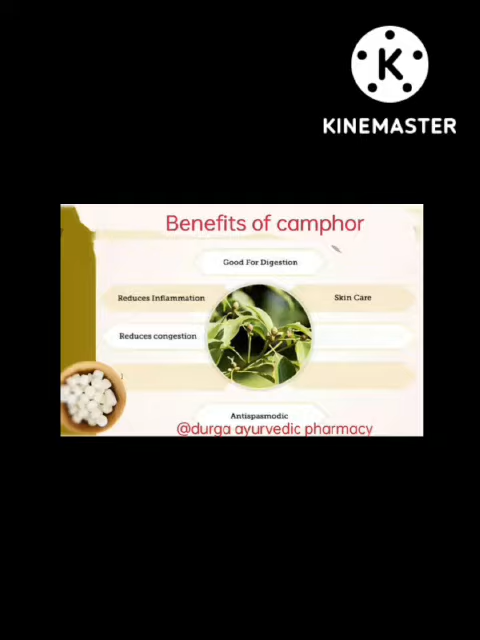 KINEMASTER
Benefits of camphor
Good For Digestion
Reduces Inflammation
Skin Care
Reduces congestion
Antispasmodic
@durga ayurvedic pharmacy